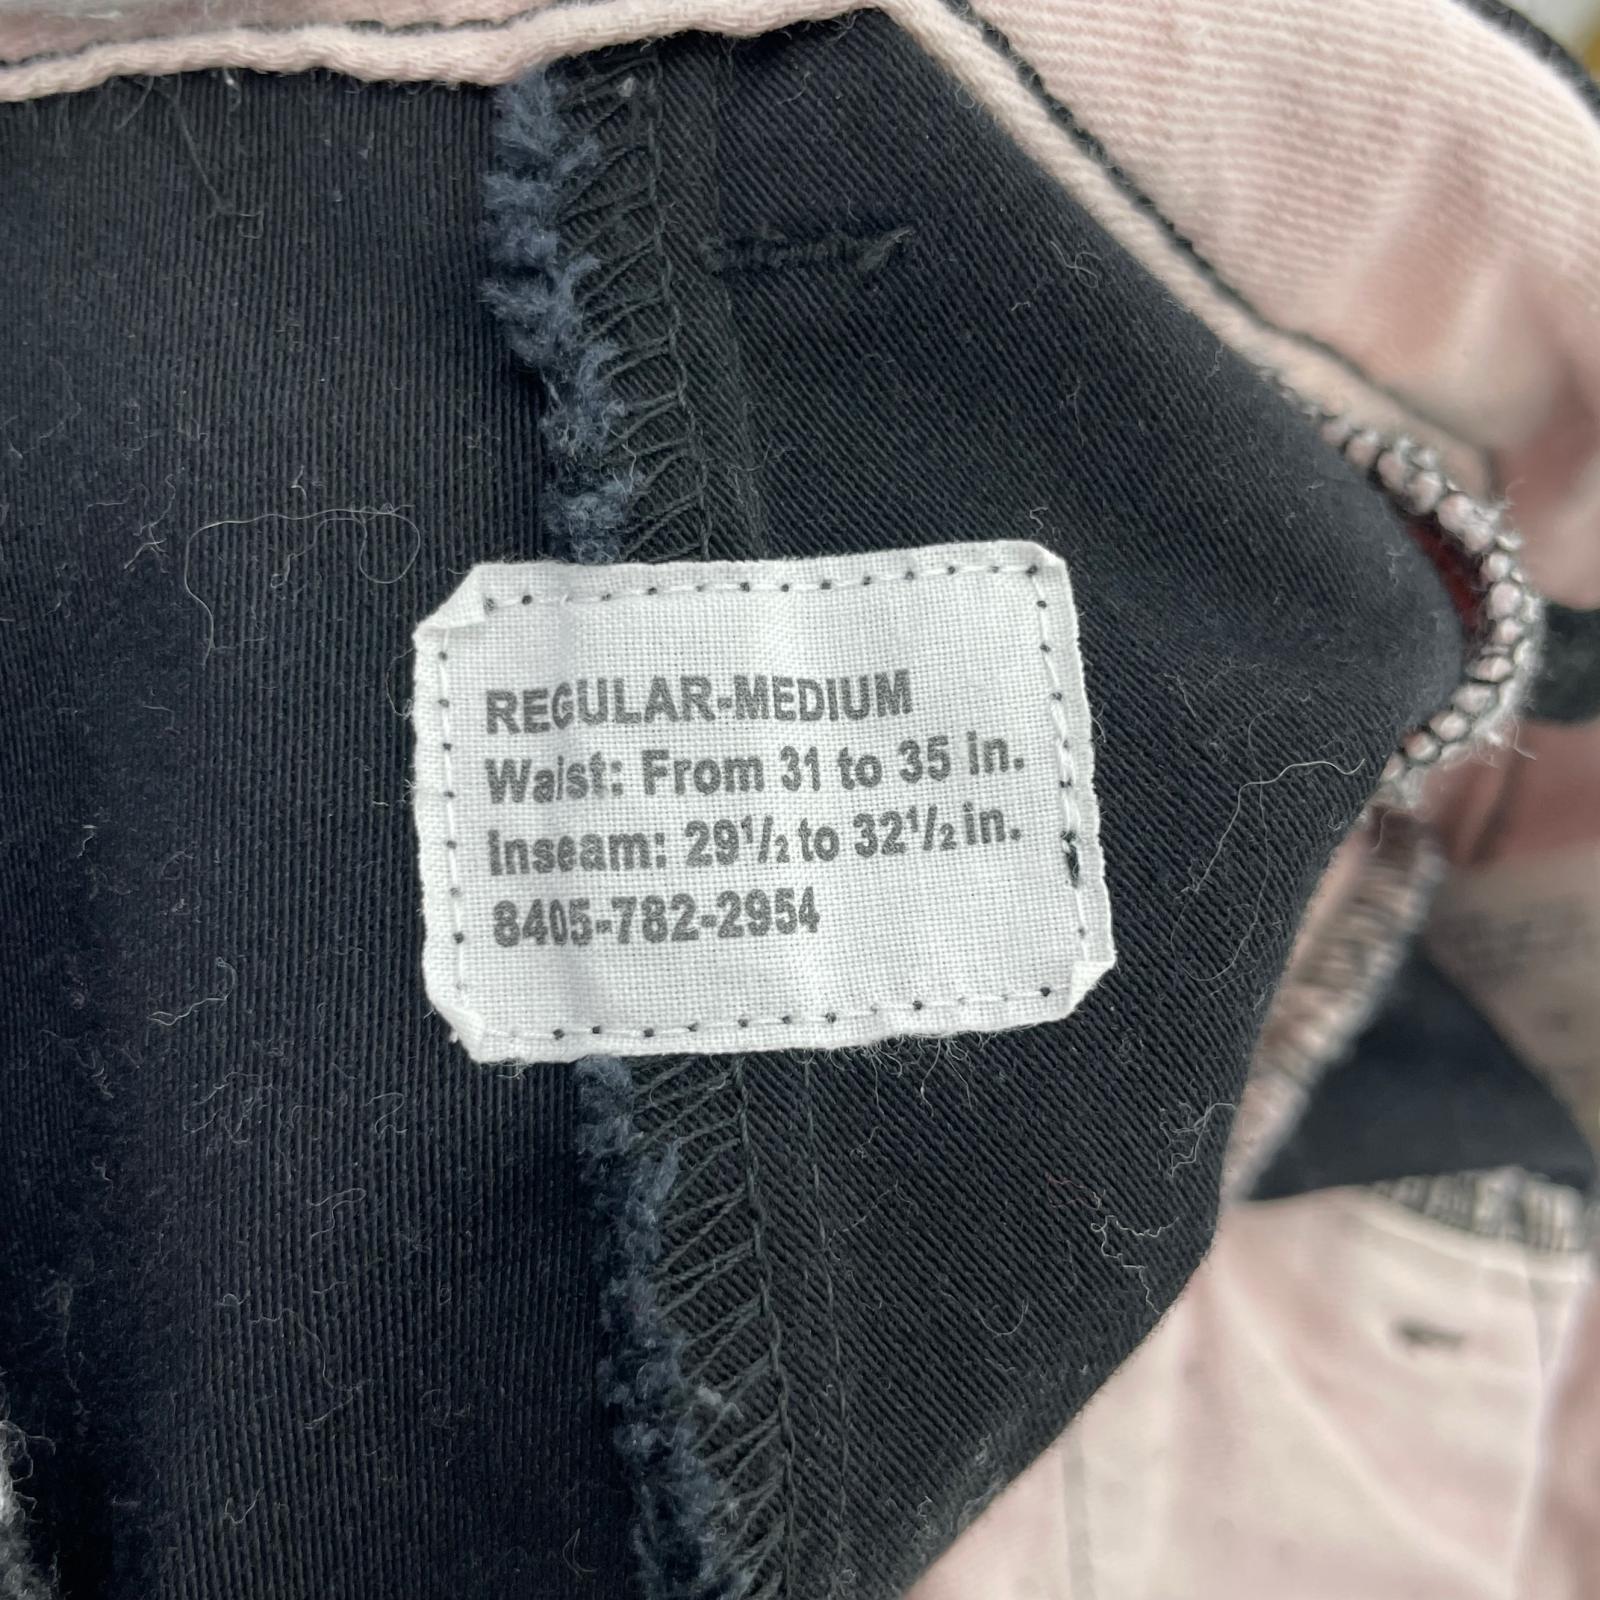 REGULAR-MEDIUM
Waist: From 31 to 35 in.
Inseam: 29½ to 32½ in.
8405-782-2954